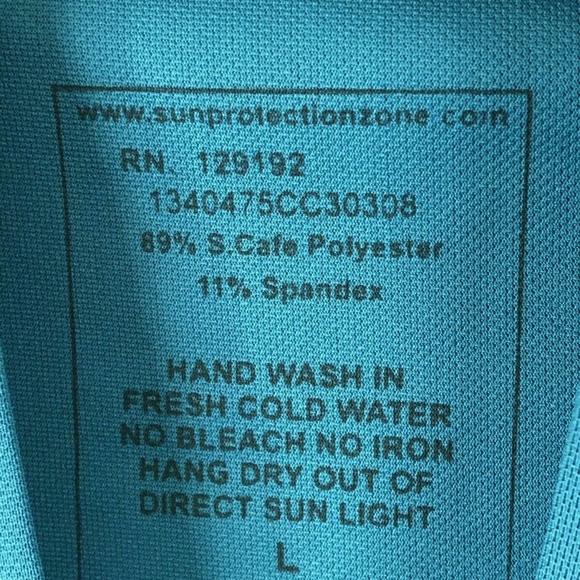 www.sunprotectionzone.com
RN. 129192
1340475CC30308
89% S.Cafe Polyester
11% Spandex
HAND WASH IN
FRESH COLD WATER
NO BLEACH NO IRON
HANG DRY OUT OF
DIRECT SUN LIGHT
L